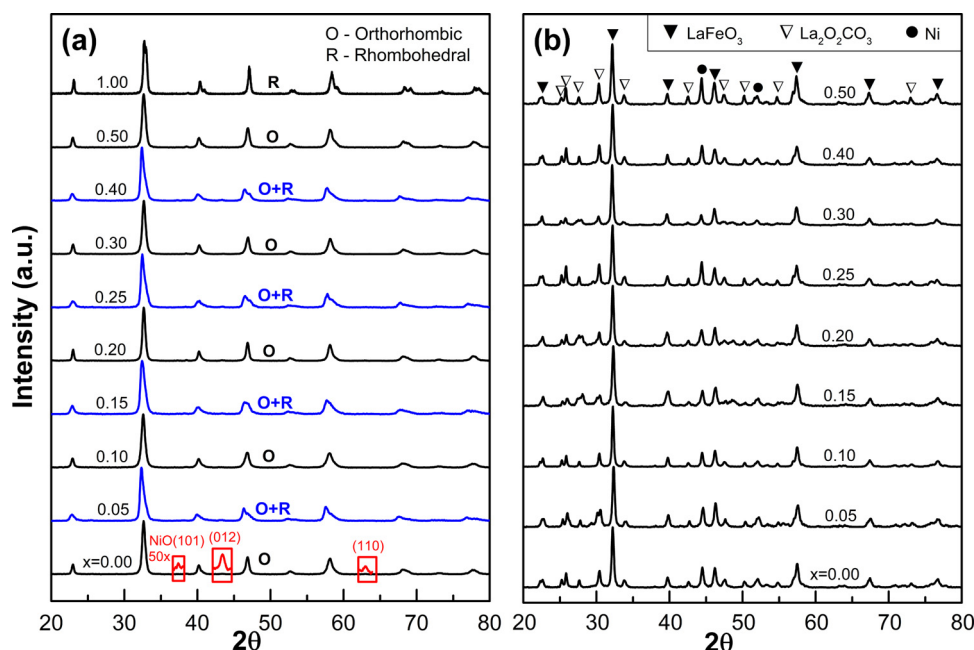 (a)
O - Orthorhombic
R - Rhombohedral
1.00
R
0.50
O
0.40
O+R
0.30
O
0.25
O+R
0.20
O
0.15
O+R
0.10
O
0.05
O+R
NiO(101)
50x
(012)
(110)
x=0.00
O
Intensity (a.u.)
20 30 40 50 60 70 80
2θ
(b)
▼ LaFeO₃ ▽ La₂O₂CO₃ ● Ni
0.50
0.40
0.30
0.25
0.20
0.15
0.10
0.05
x=0.00
20 30 40 50 60 70 80
2θ